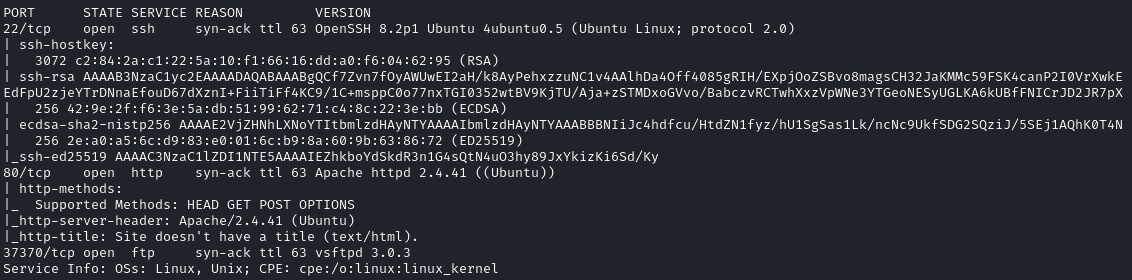 PORT      STATE SERVICE REASON         VERSION
22/tcp    open  ssh     syn-ack ttl 63 OpenSSH 8.2p1 Ubuntu 4ubuntu0.5 (Ubuntu Linux; protocol 2.0)
| ssh-hostkey:
|   3072 c2:84:2a:c1:22:5a:10:f1:66:16:dd:a0:f6:04:62:95 (RSA)
| ssh-rsa AAAAB3NzaC1yc2EAAAADAQABAAABgQCf7Zvn7fOyAWUwEI2aH/k8AyPehxzzuNC1v4AAlhDa4Off4085gRIH/EXpjOoZSBvo8magsCH32JaKMMc59FSK4canP2I0VrXwkE
EdFpU2zjeYTrDNnaEfouD67dXznI+FiiTiFf4KC9/1C+msppC0o77nxTGI0352wtBV9KjTU/Aja+zSTMDxoGVvo/BabczvRCTwhXxzVpWNe3YTGeoNESyUGLKA6kUBfFNICrJD2JR7pX
|   256 42:9e:2f:f6:3e:5a:db:51:99:62:71:c4:8c:22:3e:bb (ECDSA)
| ecdsa-sha2-nistp256 AAAAE2VjZHNhLXNoYTItbmlzdHAyNTYAAAAIbmlzdHAyNTYAAABBBNIiJc4hdfcu/HtdZN1fyz/hU1SgSas1Lk/ncNc9UkfSDG2SQziJ/5SEj1AQhK0T4N
|   256 2e:a0:a5:6c:d9:83:e0:01:6c:b9:8a:60:9b:63:86:72 (ED25519)
|_ssh-ed25519 AAAAC3NzaC1lZDI1NTE5AAAAIEZhkboYdSkdR3n1G4sQtN4uO3hy89JxYkizKi6Sd/Ky
80/tcp    open  http    syn-ack ttl 63 Apache httpd 2.4.41 ((Ubuntu))
| http-methods:
|_  Supported Methods: HEAD GET POST OPTIONS
|_http-server-header: Apache/2.4.41 (Ubuntu)
|_http-title: Site doesn't have a title (text/html).
37370/tcp open  ftp     syn-ack ttl 63 vsftpd 3.0.3
Service Info: OSs: Linux, Unix; CPE: cpe:/o:linux:linux_kernel